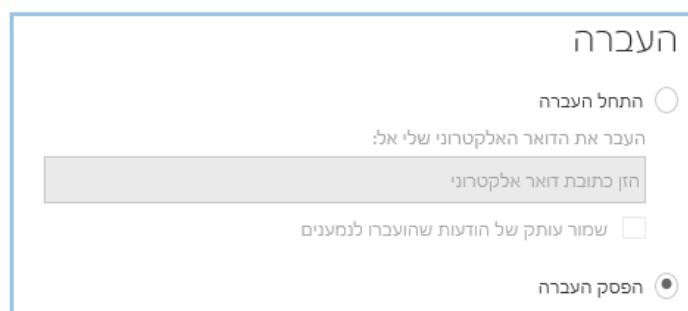 העברה
התחל העברה
העבר את הדואר האלקטרוני שלי אל:
הזן כתובת דואר אלקטרוני
שמור עותק של הודעות שהועברו לנמענים
הפסק העברה